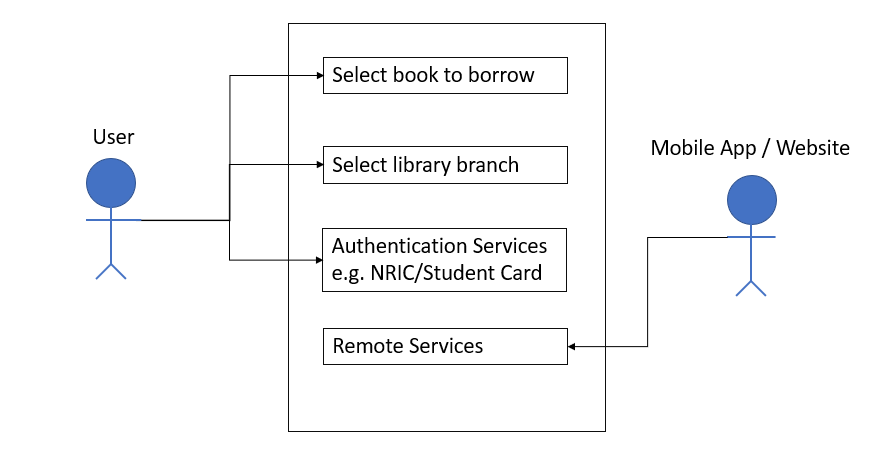 User
Select book to borrow
Select library branch
Authentication Services
e.g. NRIC/Student Card
Remote Services
Mobile App / Website